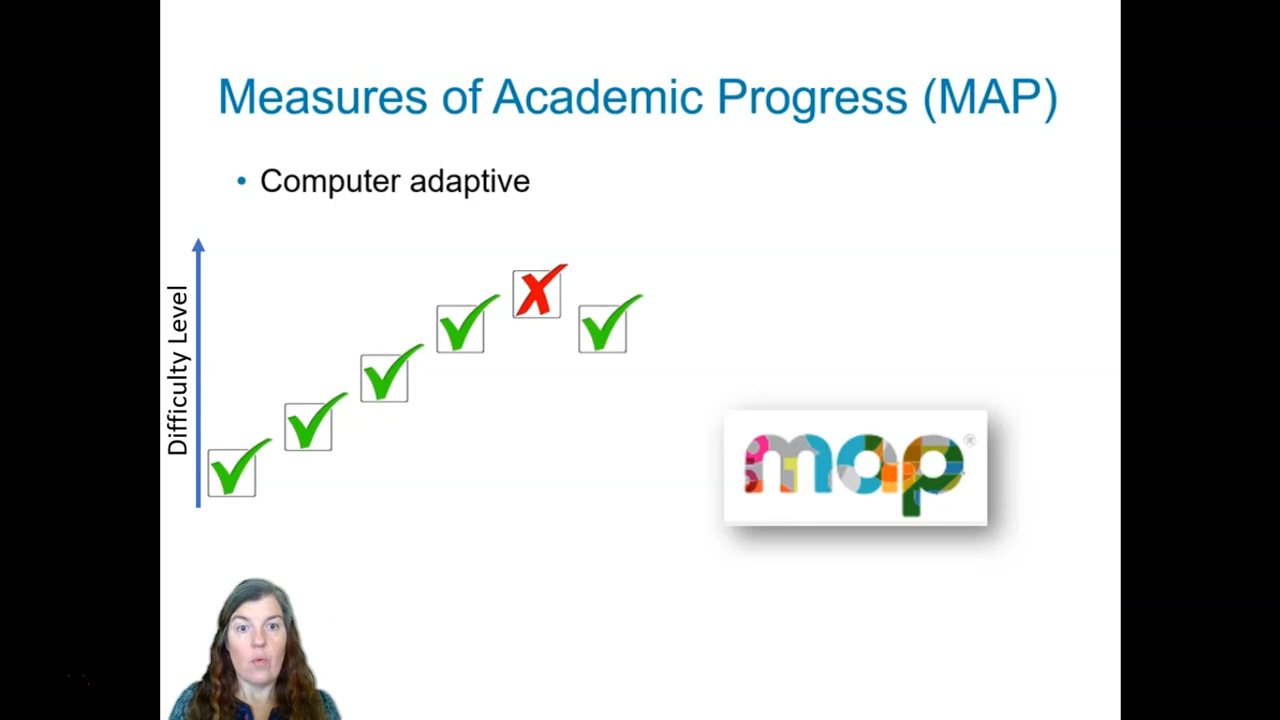 Measures of Academic Progress (MAP)
• Computer adaptive
Difficulty Level
map®